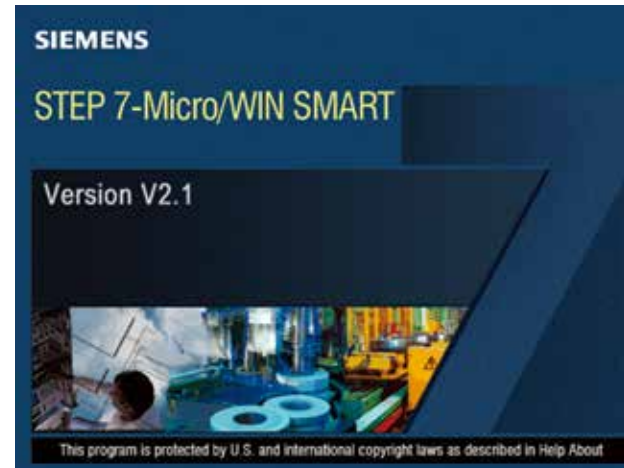 SIEMENS
STEP 7-Micro/WIN SMART
Version V2.1
This program is protected by U.S. and international copyright laws as described in Help About